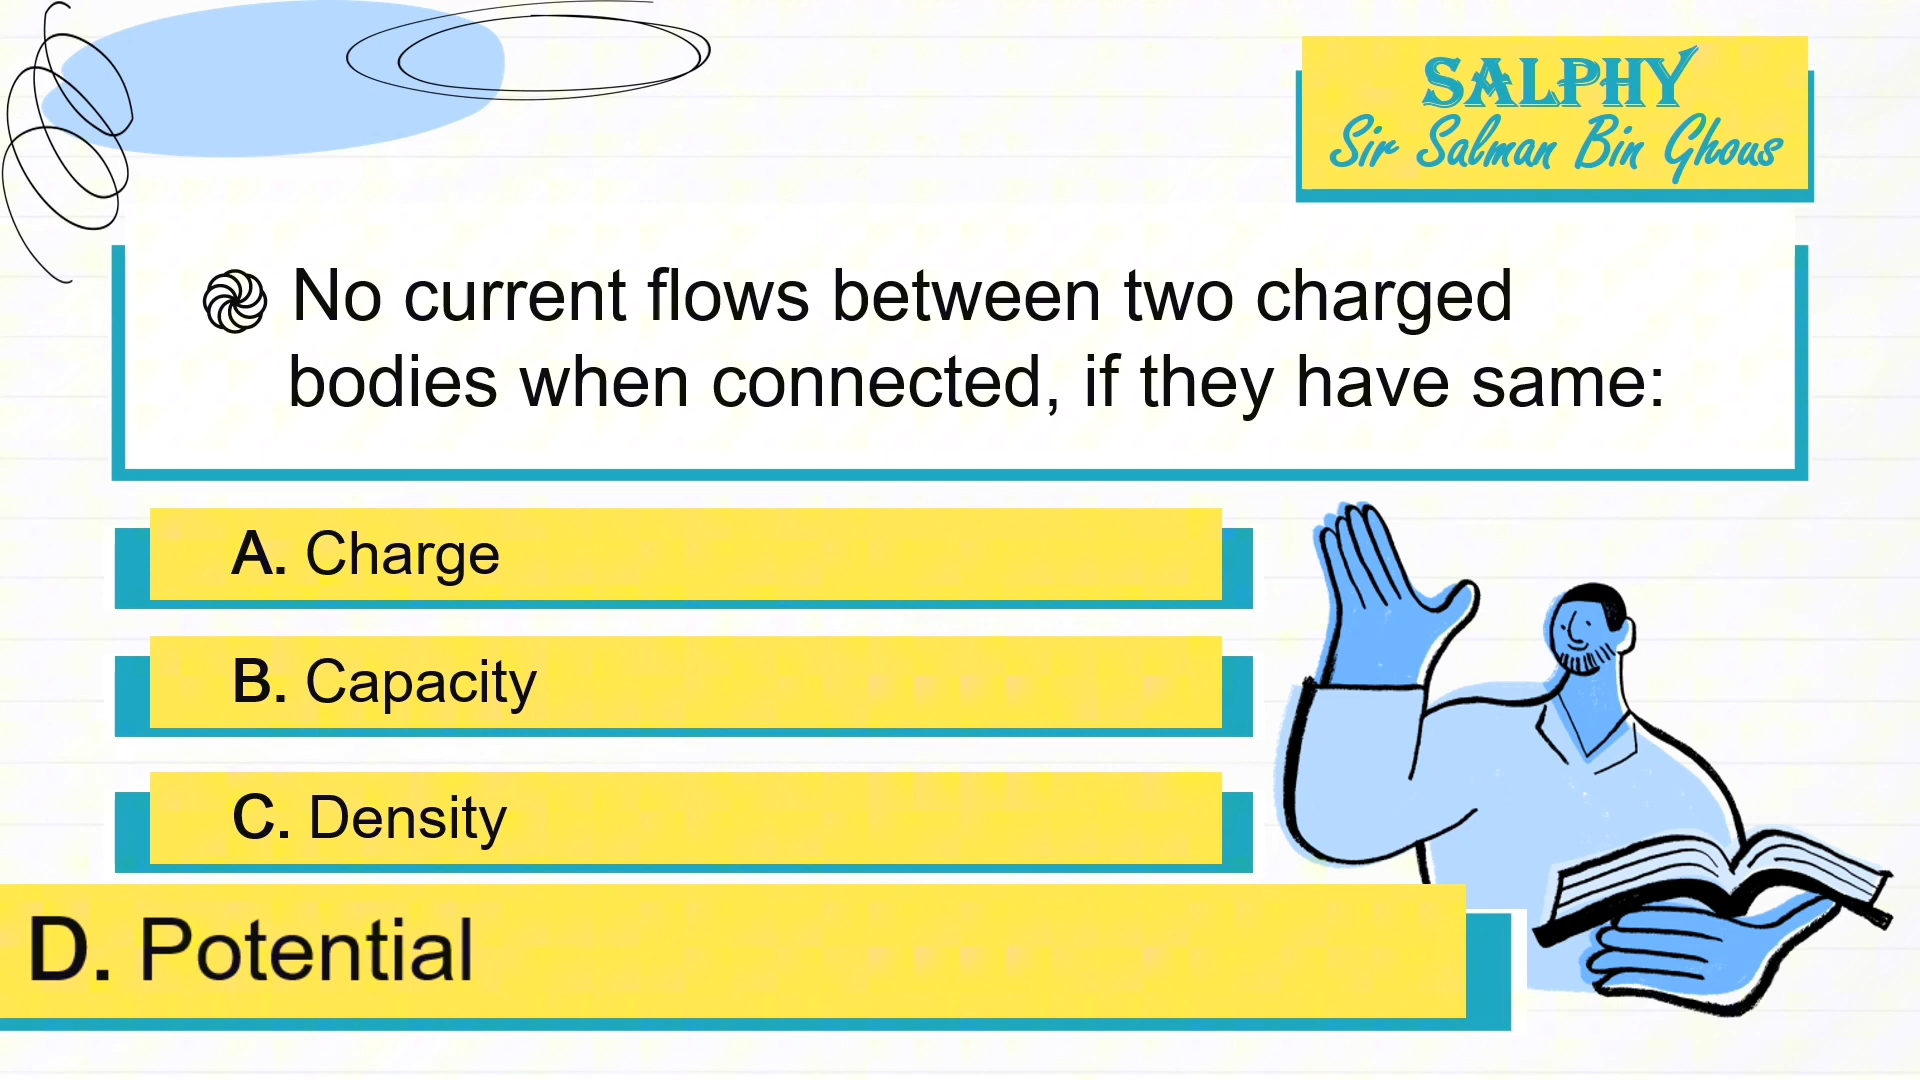 SALPHY
Sir Salman Bin Ghous
No current flows between two charged
bodies when connected, if they have same:
A. Charge
B. Capacity
C. Density
D. Potential